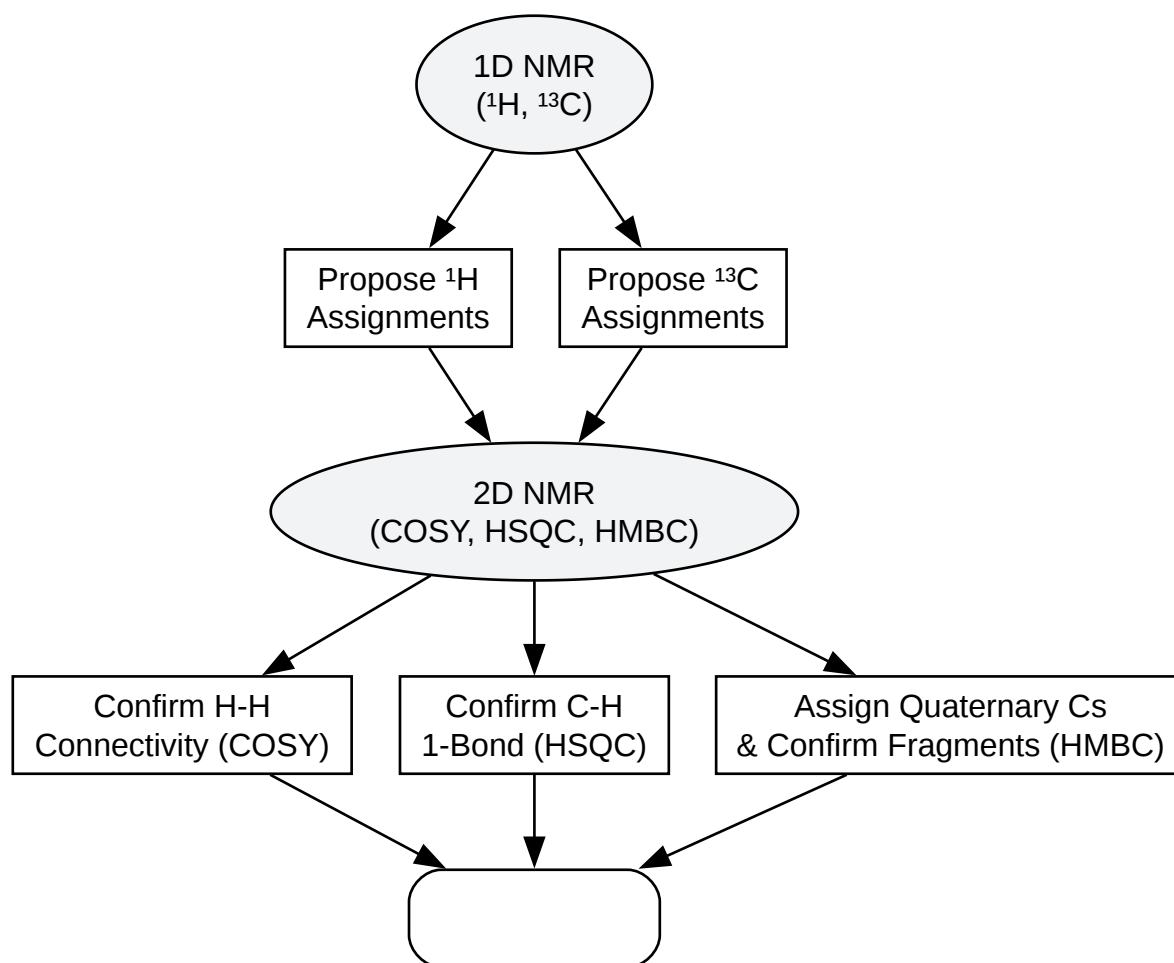 1D NMR
(¹H, ¹³C)
Propose ¹H
Assignments
Propose ¹³C
Assignments
2D NMR
(COSY, HSQC, HMBC)
Confirm H-H
Connectivity (COSY)
Confirm C-H
1-Bond (HSQC)
Assign Quaternary Cs
& Confirm Fragments (HMBC)